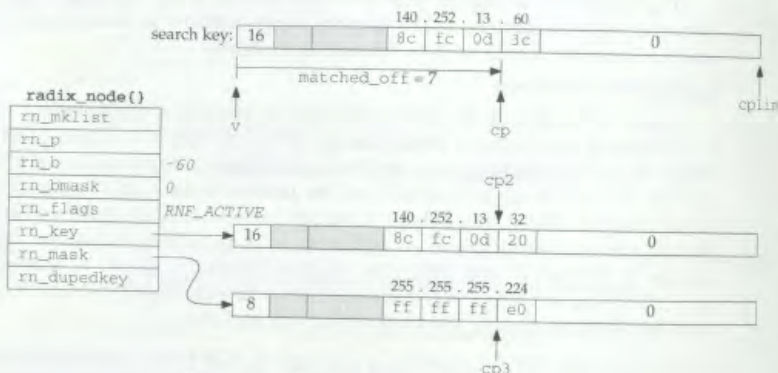 140 . 252 . 13 . 60
search key: 16 8c fc 0d 3c 0
matched_off = 7
v cp cplim
radix_node{}
rn_mklist
rn_p
rn_b -60
rn_bmask 0
rn_flags RNF_ACTIVE
rn_key
rn_mask
rn_dupedkey
cp2
140 . 252 . 13 32
16 8c fc 0d 20 0
255 . 255 . 255 . 224
8 ff ff ff e0 0
cp3